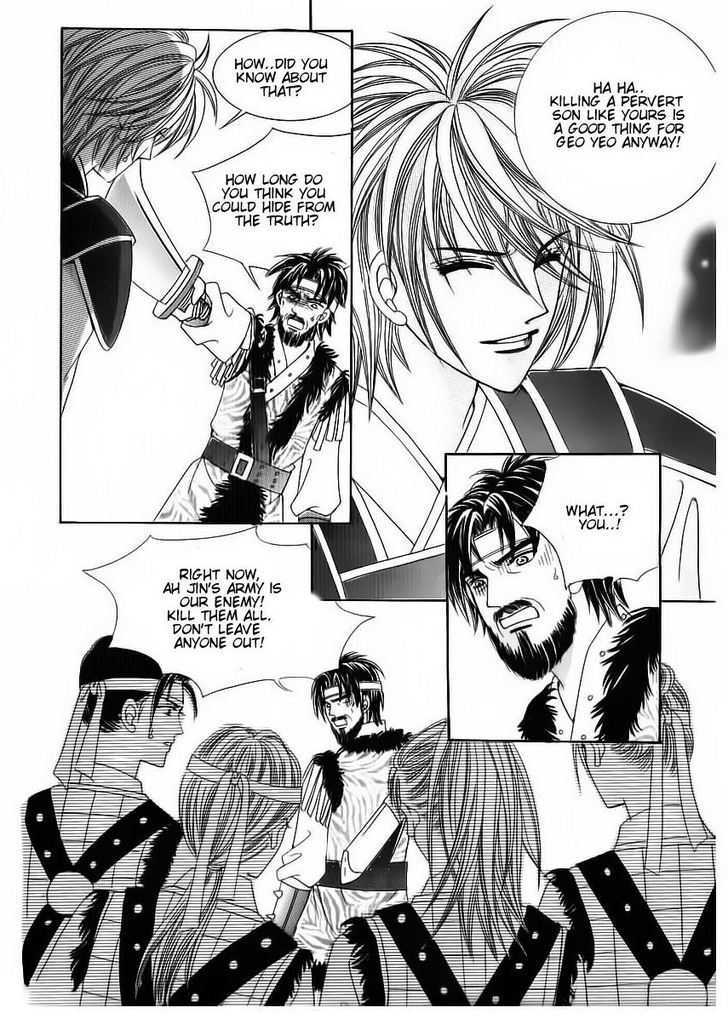 HOW..DID YOU
KNOW ABOUT
THAT?
HOW LONG DO
YOU THINK YOU
COULD HIDE FROM
THE TRUTH?
HA HA..
KILLING A PERVERT
SON LIKE YOURS IS
A GOOD THING FOR
GEO YEO ANYWAY!
WHAT...?
YOU..!
RIGHT NOW,
AH JIN'S ARMY IS
OUR ENEMY!
KILL THEM ALL.
DON'T LEAVE
ANYONE OUT!